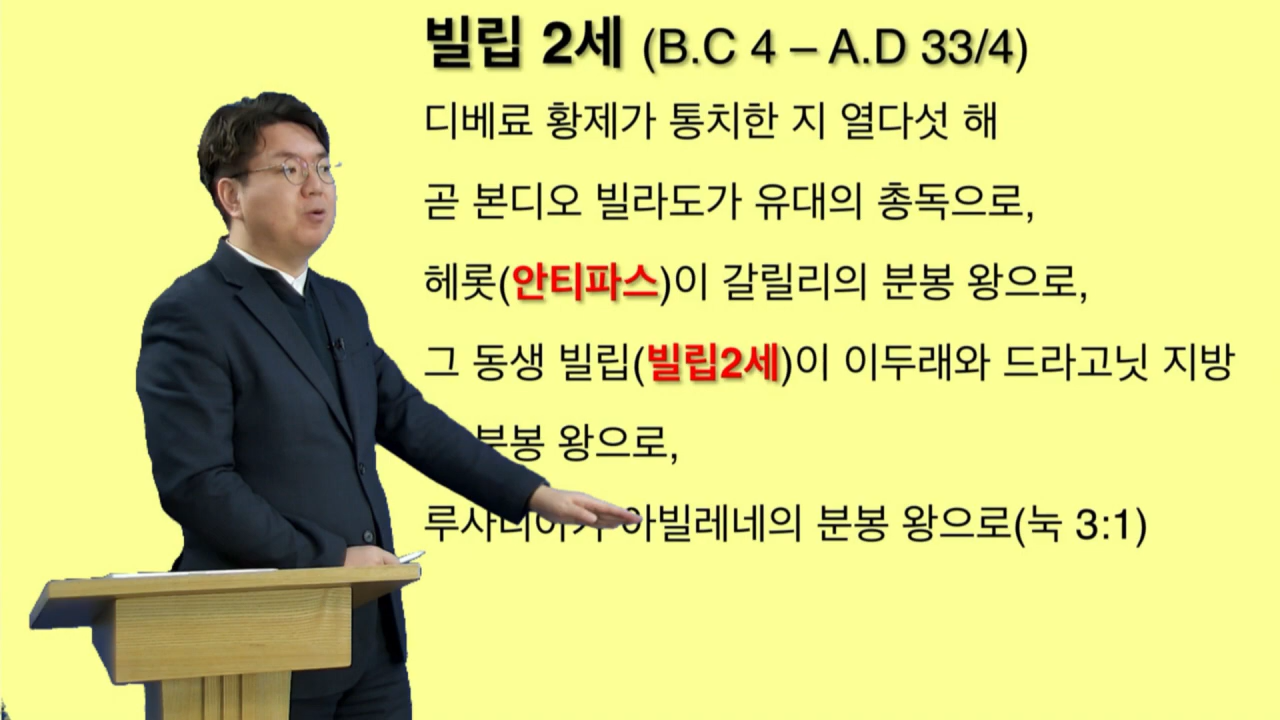 빌립 2세 (B.C 4 – A.D 33/4)
디베료 황제가 통치한 지 열다섯 해
곧 본디오 빌라도가 유대의 총독으로,
헤롯(안티파스)이 갈릴리의 분봉 왕으로,
그 동생 빌립(빌립2세)이 이두래와 드라고닛 지방
분봉 왕으로,
아빌레네의 분봉 왕으로(눅 3:1)